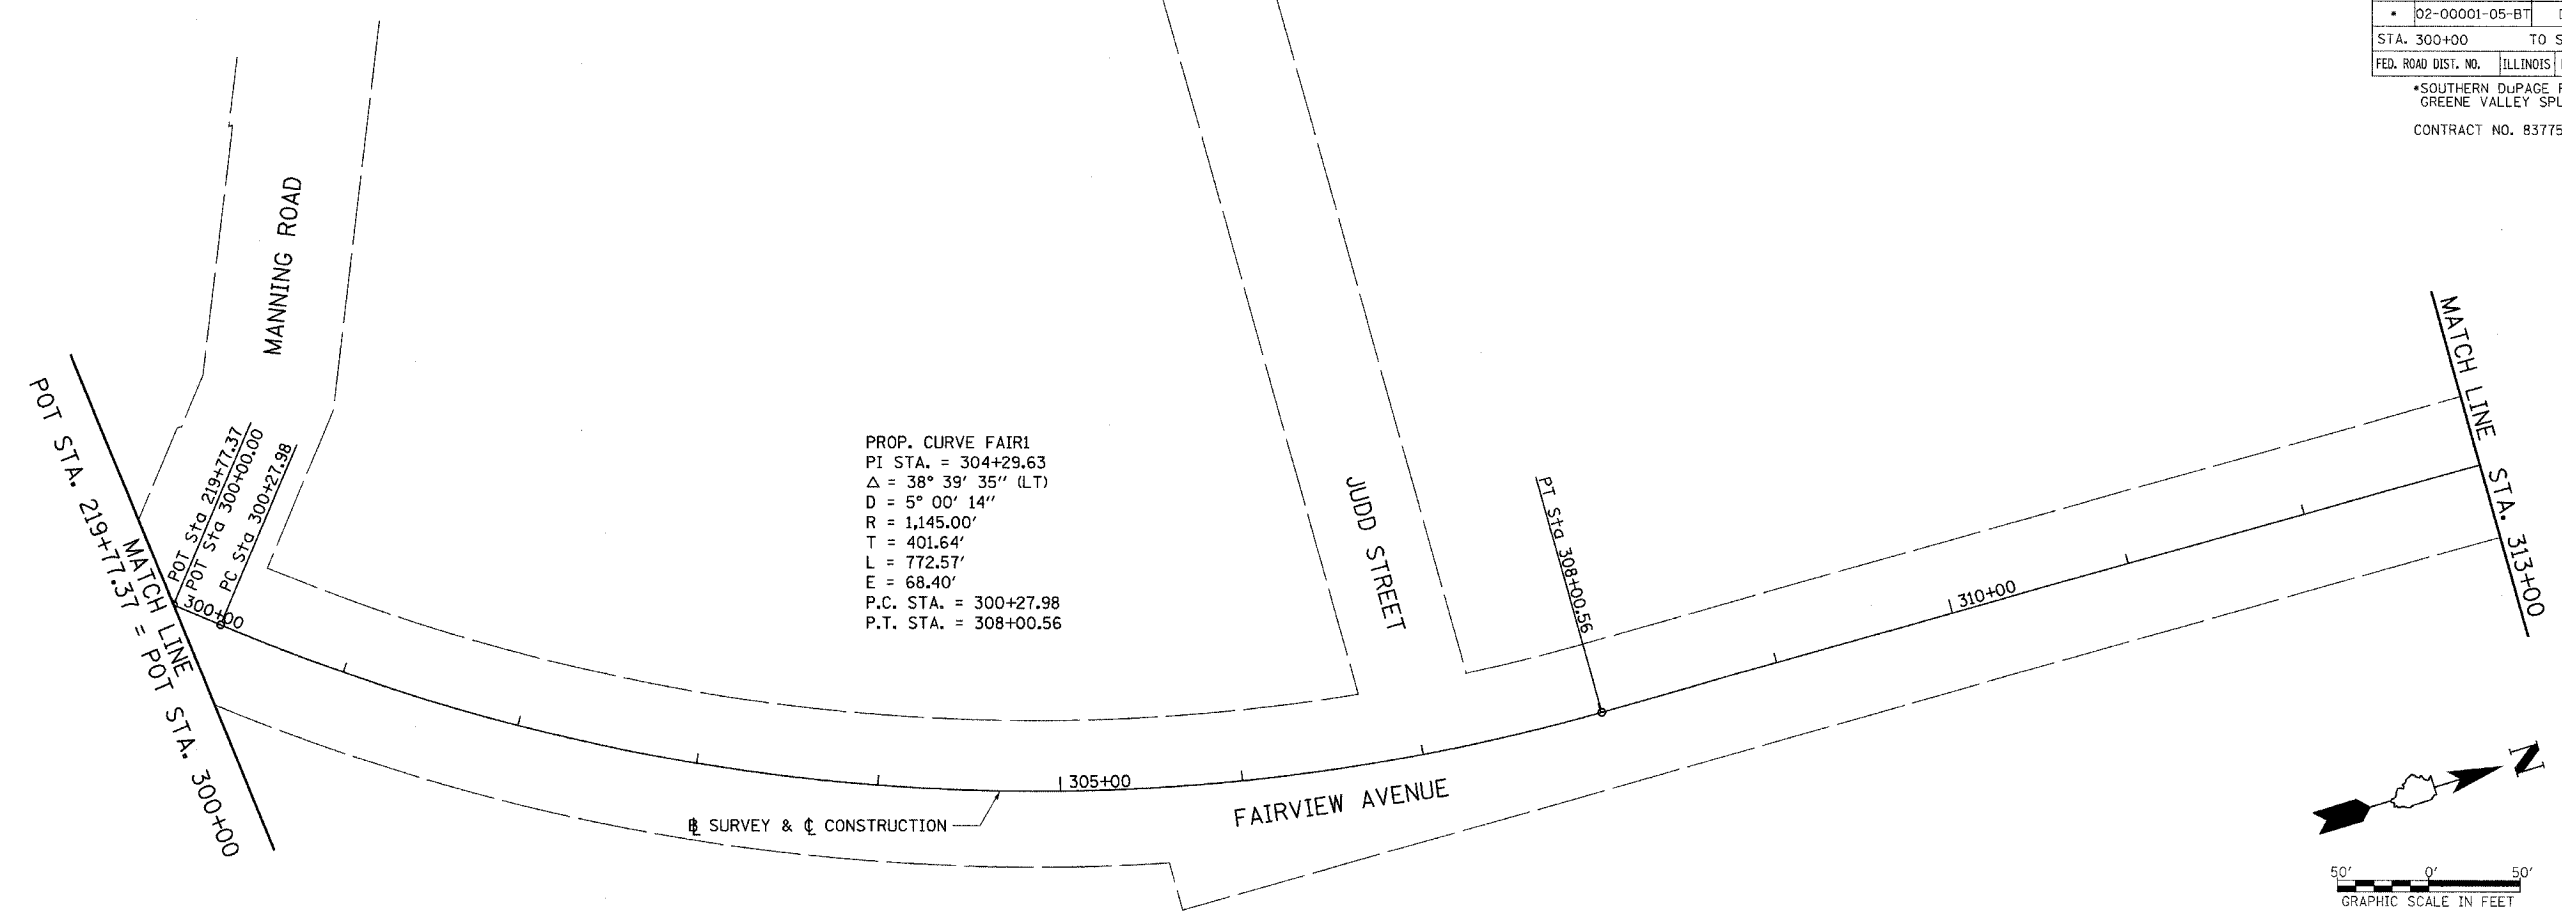 * 02-00001-05-BT
STA. 300+00 TO
FED. ROAD DIST. NO. ILLINOIS
*SOUTHERN DuPAGE
GREENE VALLEY
CONTRACT NO. 83775
MANNING ROAD
POT STA. 219+77.37 = POT STA. 300+00
MATCH LINE
POT Sta 219+77.37
POT Sta 300+00.00
PC Sta 300+27.98
300+00
PROP. CURVE FAIR1
PI STA. = 304+29.63
△ = 38° 39' 35" (LT)
D = 5° 00' 14"
R = 1,145.00'
T = 401.64'
L = 772.57'
E = 68.40'
P.C. STA. = 300+27.98
P.T. STA. = 308+00.56
JUDD STREET
PT Sta 308+00.56
MATCH LINE STA. 313+00
310+00
305+00
FAIRVIEW AVENUE
SURVEY & ℄ CONSTRUCTION
N
50' 0' 50'
GRAPHIC SCALE IN FEET